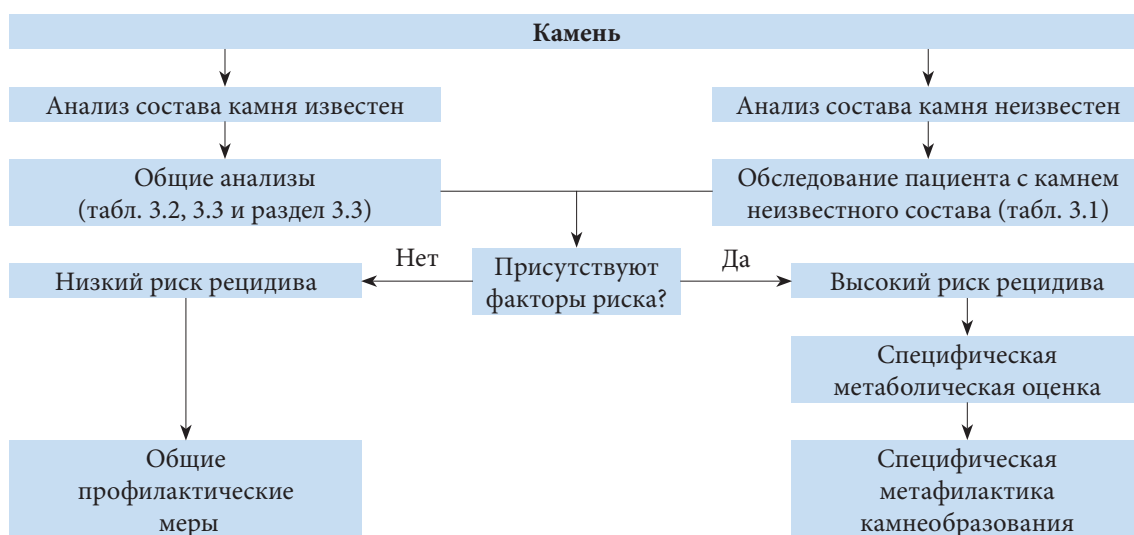 Камень
Анализ состава камня известен
Анализ состава камня неизвестен
Общие анализы
(табл. 3.2, 3.3 и раздел 3.3)
Обследование пациента с камнем
неизвестного состава (табл. 3.1)
Нет
Присутствуют
факторы риска?
Да
Низкий риск рецидива
Высокий риск рецидива
Специфическая
метаболическая оценка
Общие
профилактические
меры
Специфическая
метафилактика
камнеобразования